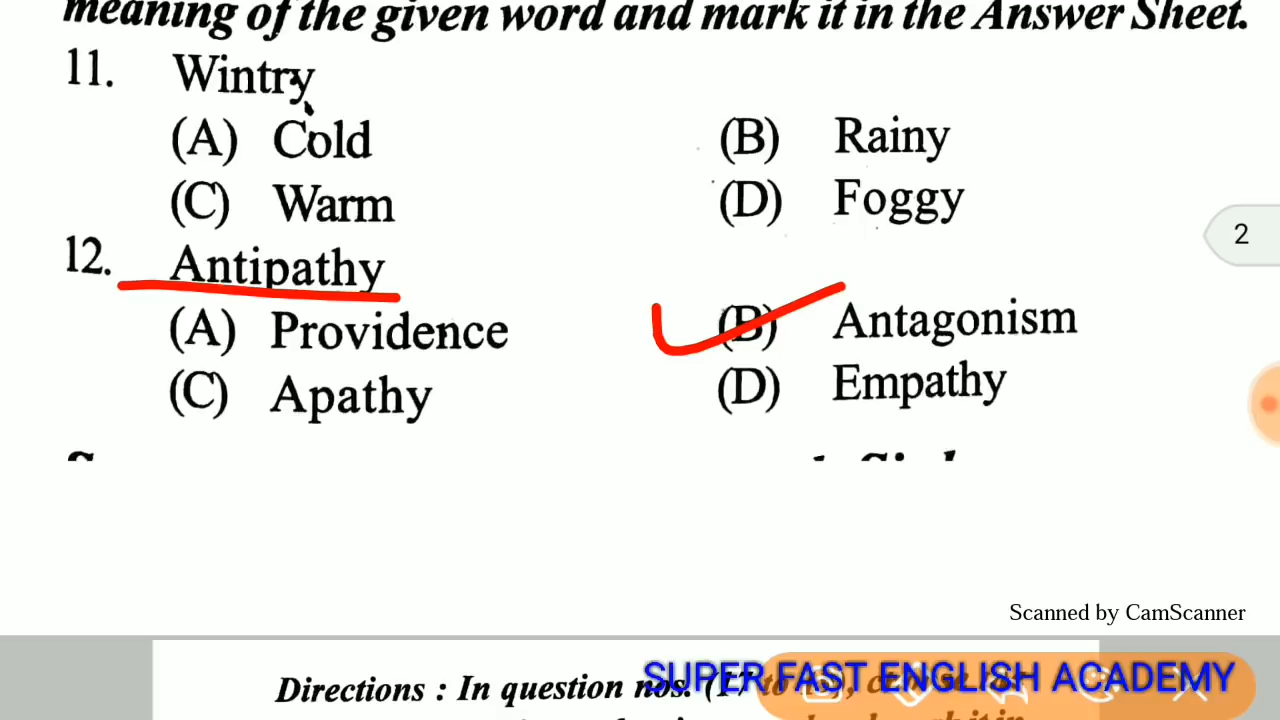 meaning of the given word and mark it in the Answer Sheet.
11. Wintry
(A) Cold (B) Rainy
(C) Warm (D) Foggy
2
12. Antipathy
(A) Providence (B) Antagonism
(C) Apathy (D) Empathy
Scanned by CamScanner
SUPER FAST ENGLISH ACADEMY
Directions : In question nos. (17